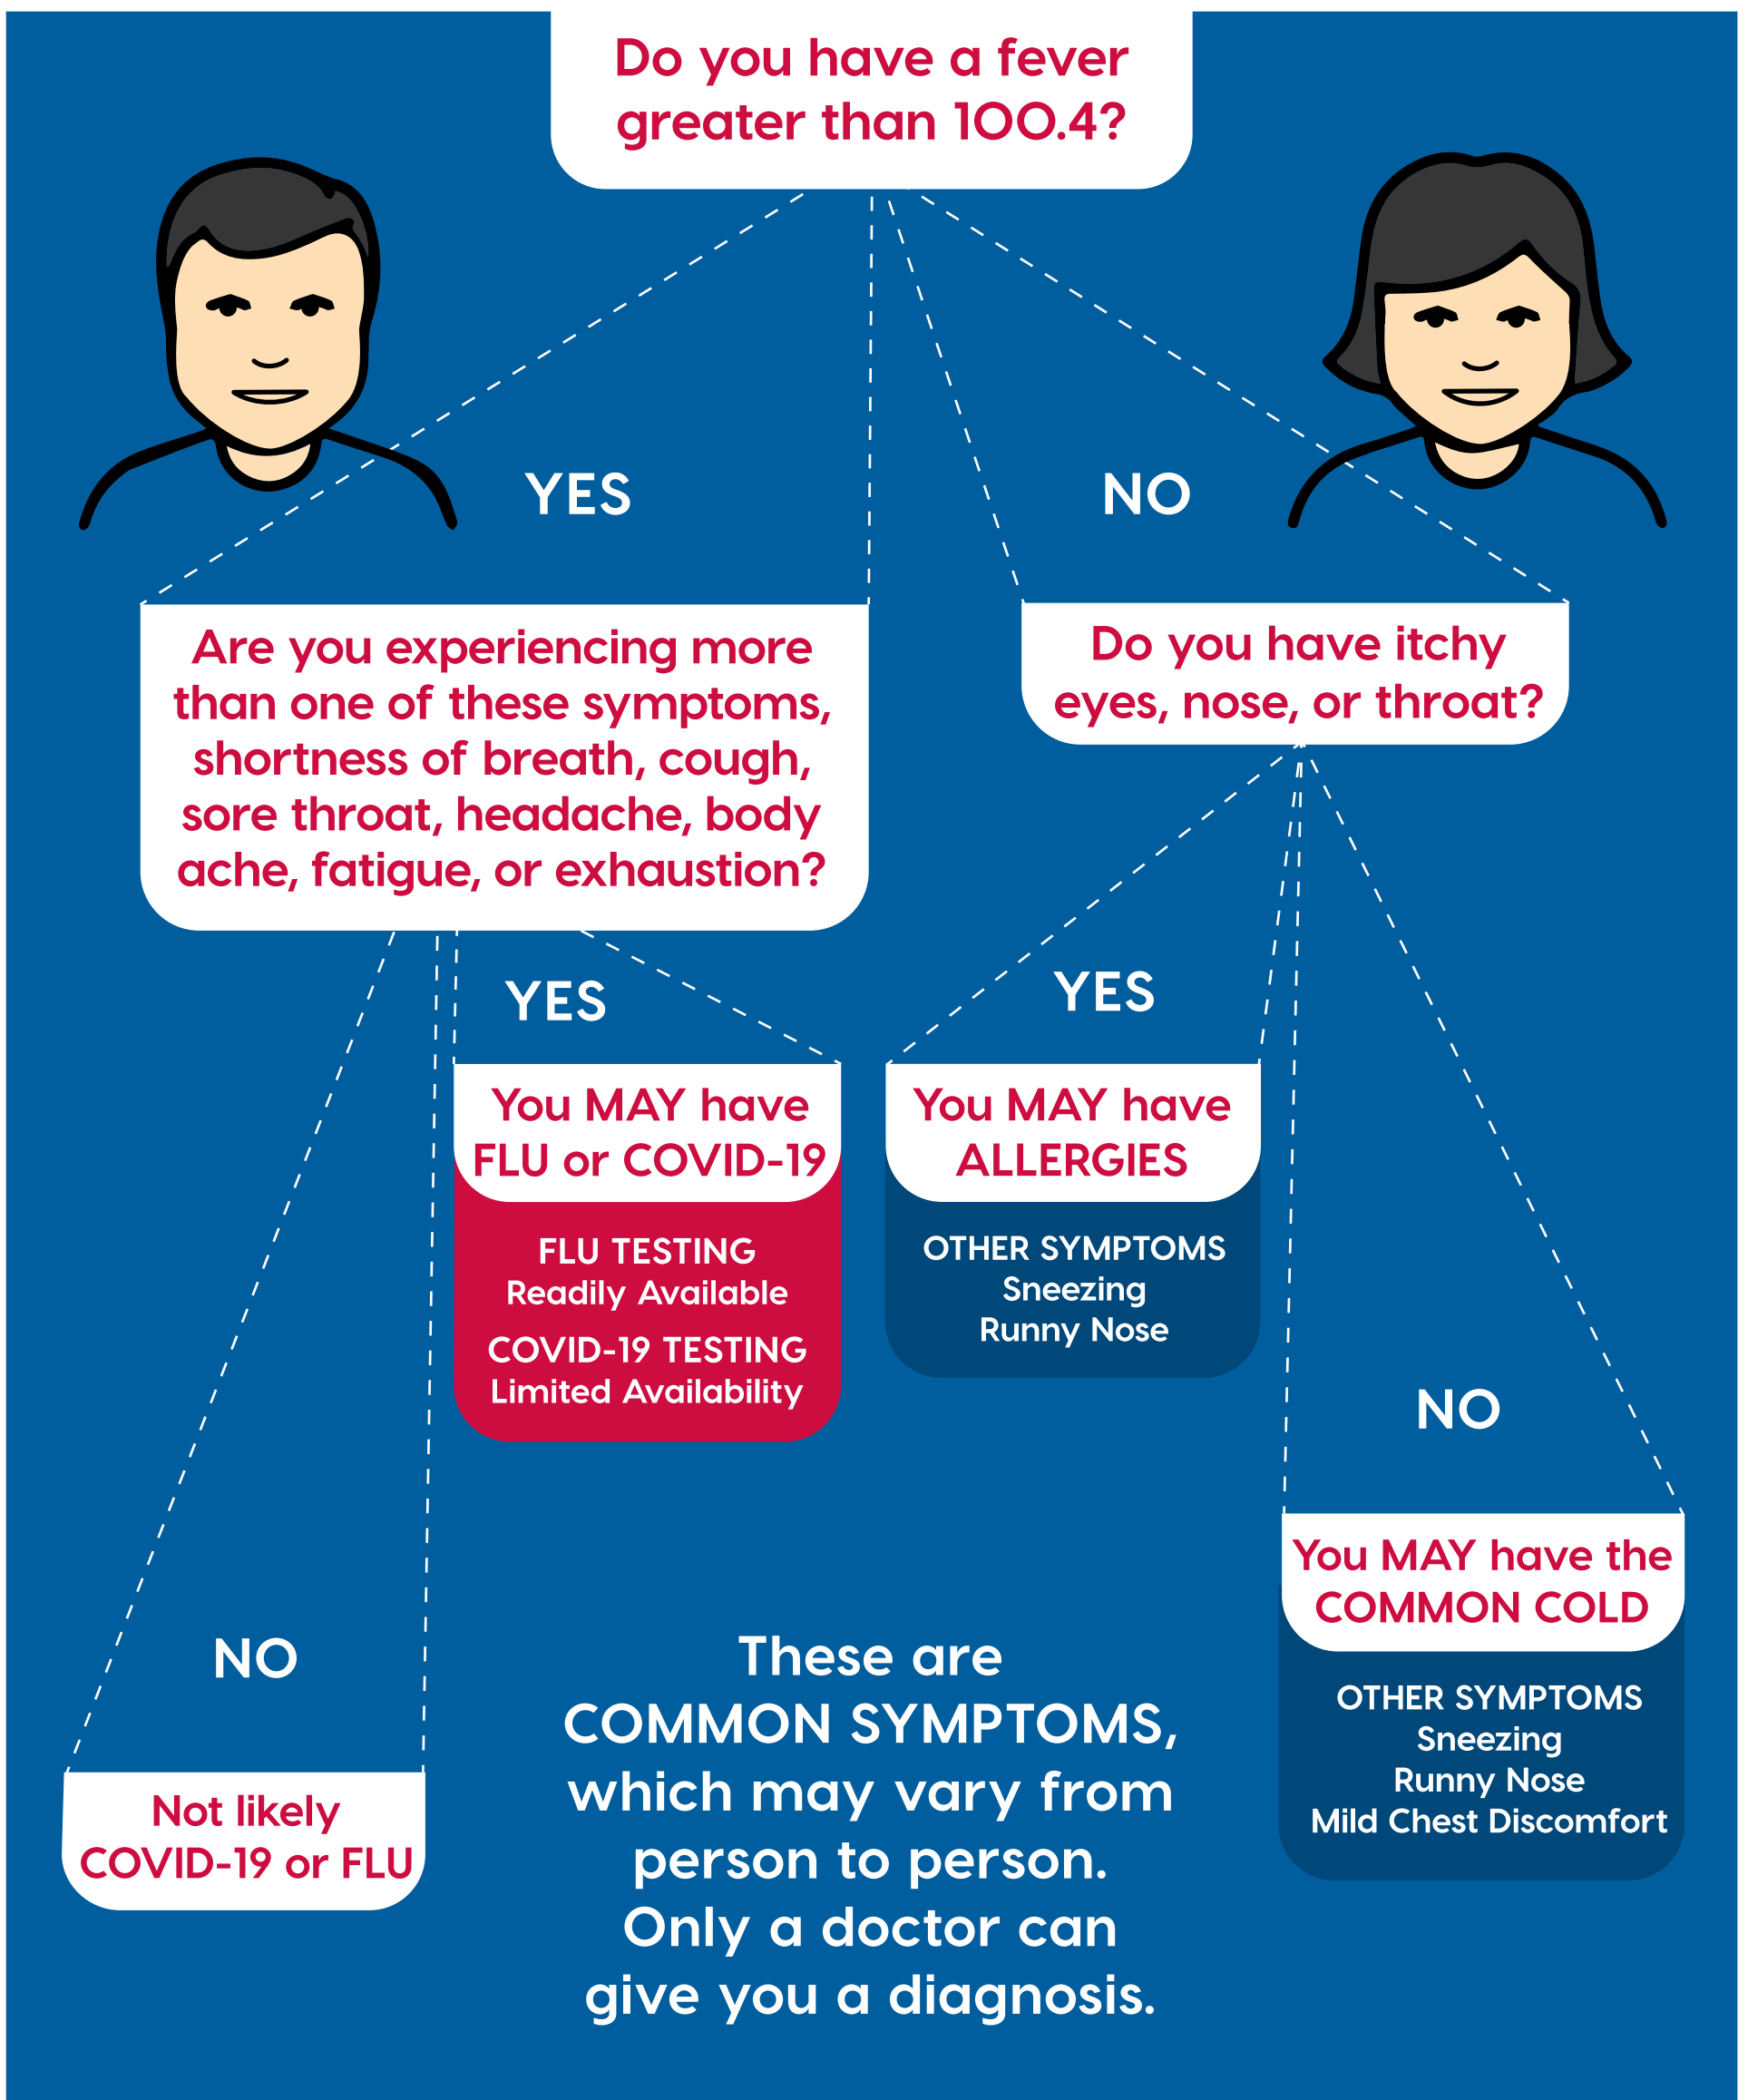 Do you have a fever
greater than 100.4?
YES
NO
Are you experiencing more
than one of these symptoms,
shortness of breath, cough,
sore throat, headache, body
ache, fatigue, or exhaustion?
Do you have itchy
eyes, nose, or throat?
YES
YES
You MAY have
FLU or COVID-19
FLU TESTING
Readily Available
COVID-19 TESTING
Limited Availability
You MAY have
ALLERGIES
OTHER SYMPTOMS
Sneezing
Runny Nose
NO
You MAY have the
COMMON COLD
OTHER SYMPTOMS
Sneezing
Runny Nose
Mild Chest Discomfort
NO
Not likely
COVID-19 or FLU
These are
COMMON SYMPTOMS,
which may vary from
person to person.
Only a doctor can
give you a diagnosis.